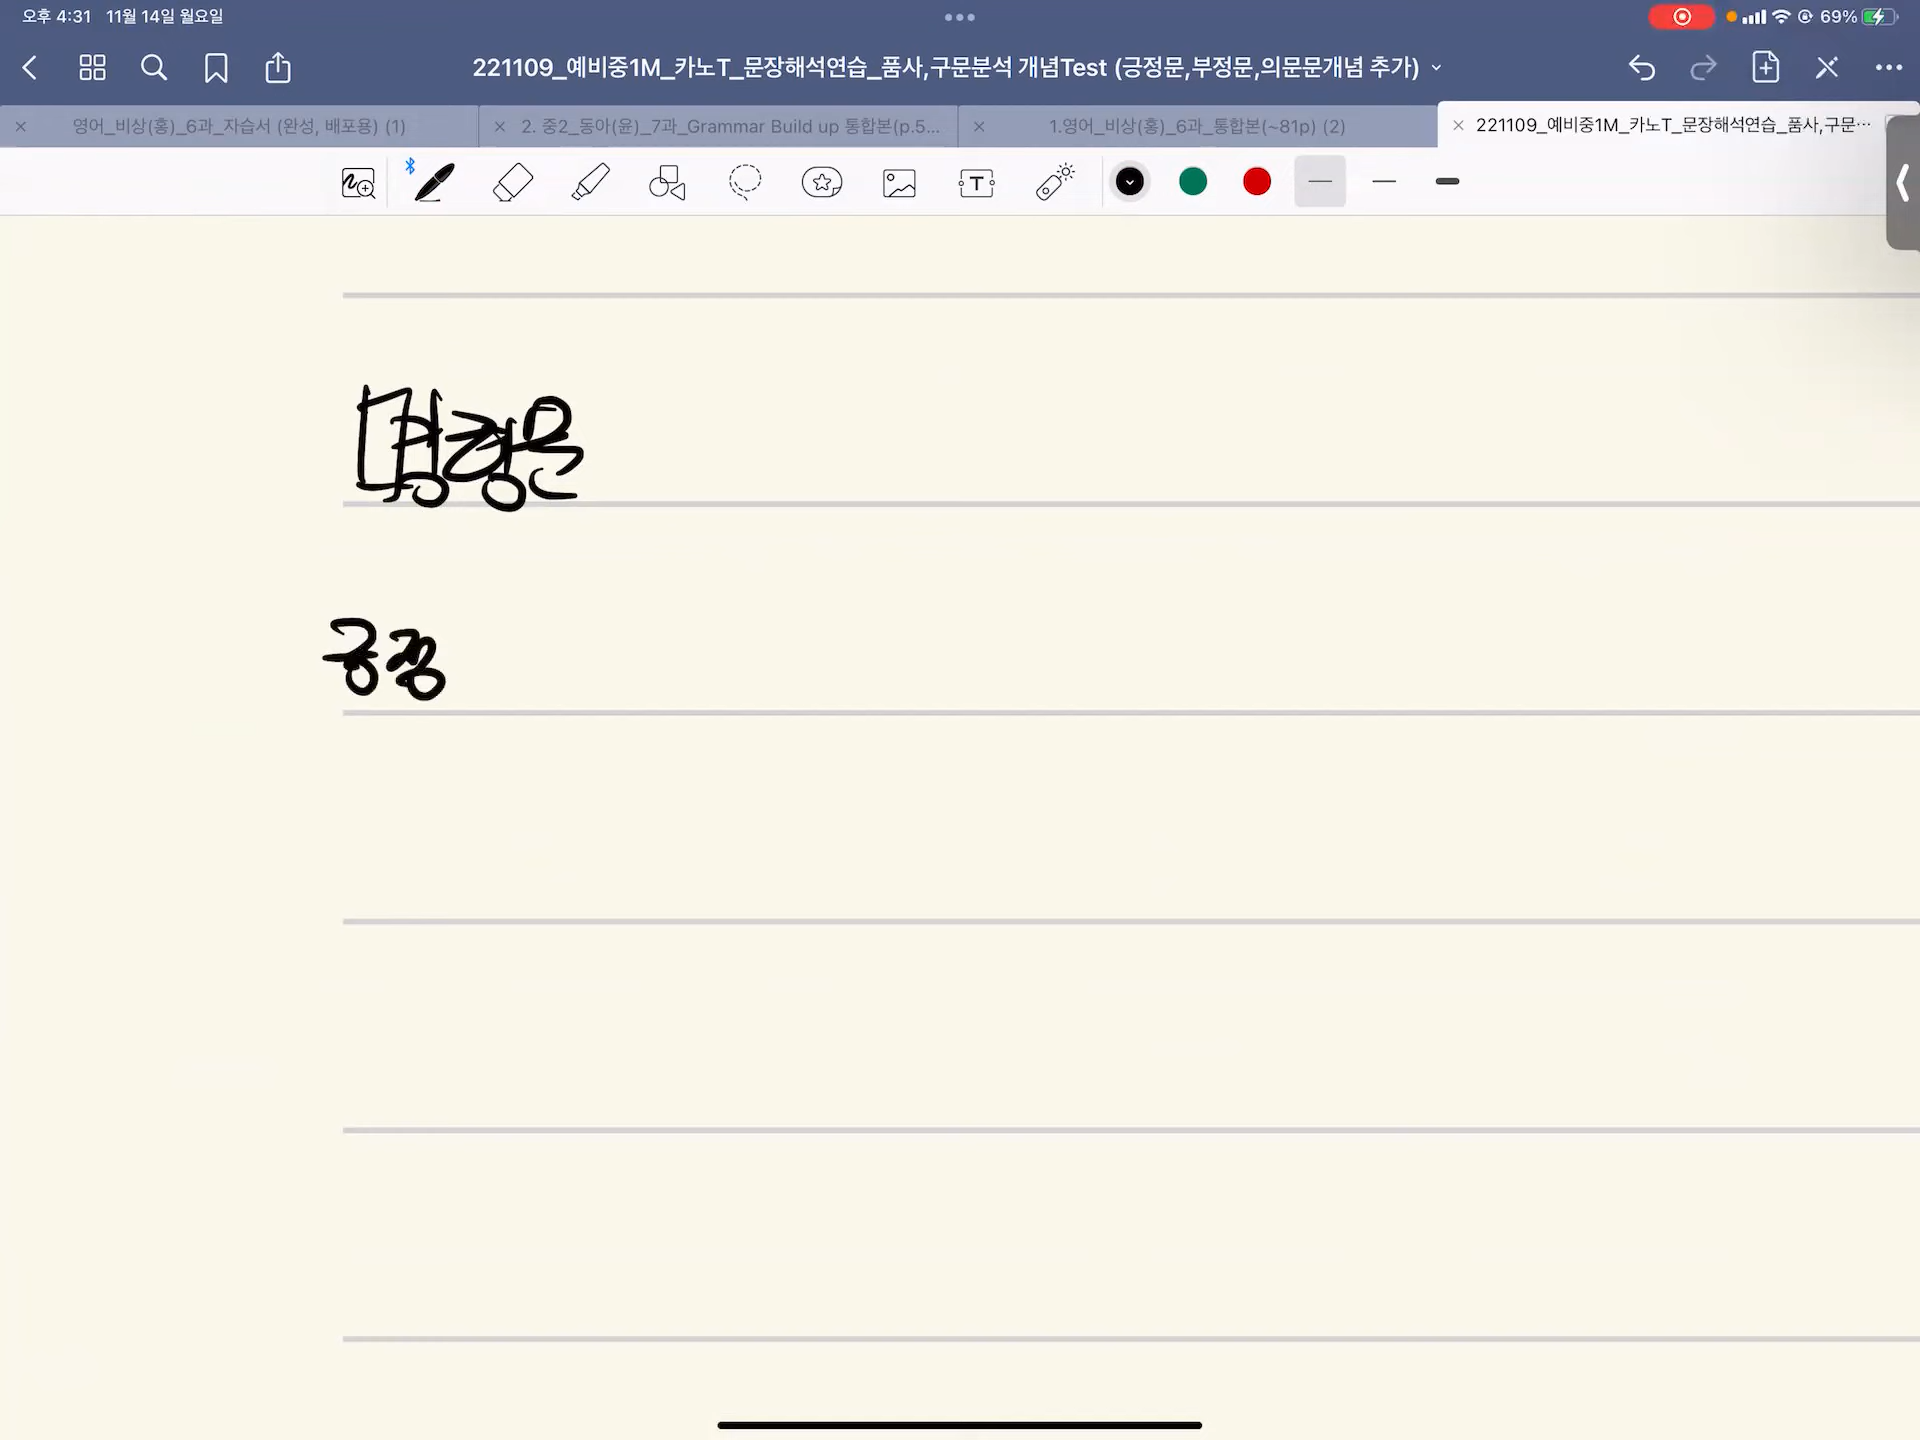 오후 4:31 11월 14일 월요일 69%
221109_예비중1M_카노T_문장해석연습_품사,구문분석 개념Test (긍정문,부정문,의문문개념 추가)
영어_비상(홍)_6과_자습서 (완성, 배포용) (1) 2. 중2_동아(윤)_7과_Grammar Build up 통합본(p.5... 1.영어_비상(홍)_6과_통합본(~81p) (2) 221109_예비중1M_카노T_문장해석연습_품사,구문...
T
명령문
긍정